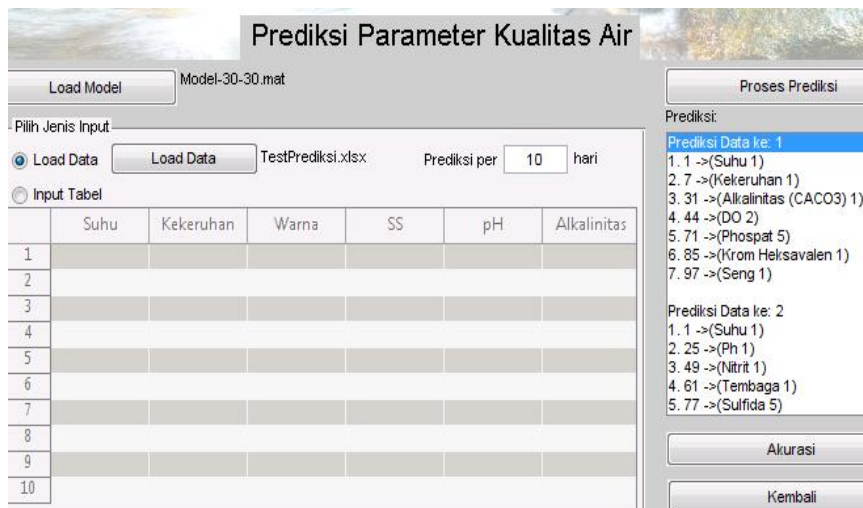 Prediksi Parameter Kualitas Air
Load Model
Model-30-30.mat
Pilih Jenis Input
Load Data
Load Data
TestPrediksi.xlsx
Prediksi per 10 hari
Input Tabel
Suhu Kekeruhan Warna SS pH Alkalinitas
1
2
3
4
5
6
7
8
9
10
Proses Prediksi
Prediksi:
Prediksi Data ke: 1
1. 1 ->(Suhu 1)
2. 7 ->(Kekeruhan 1)
3. 31 ->(Alkalinitas (CACO3) 1)
4. 44 ->(DO 2)
5. 71 ->(Phospat 5)
6. 85 ->(Krom Heksavalen 1)
7. 97 ->(Seng 1)
Prediksi Data ke: 2
1. 1 ->(Suhu 1)
2. 25 ->(Ph 1)
3. 49 ->(Nitrit 1)
4. 61 ->(Tembaga 1)
5. 77 ->(Sulfida 5)
Akurasi
Kembali